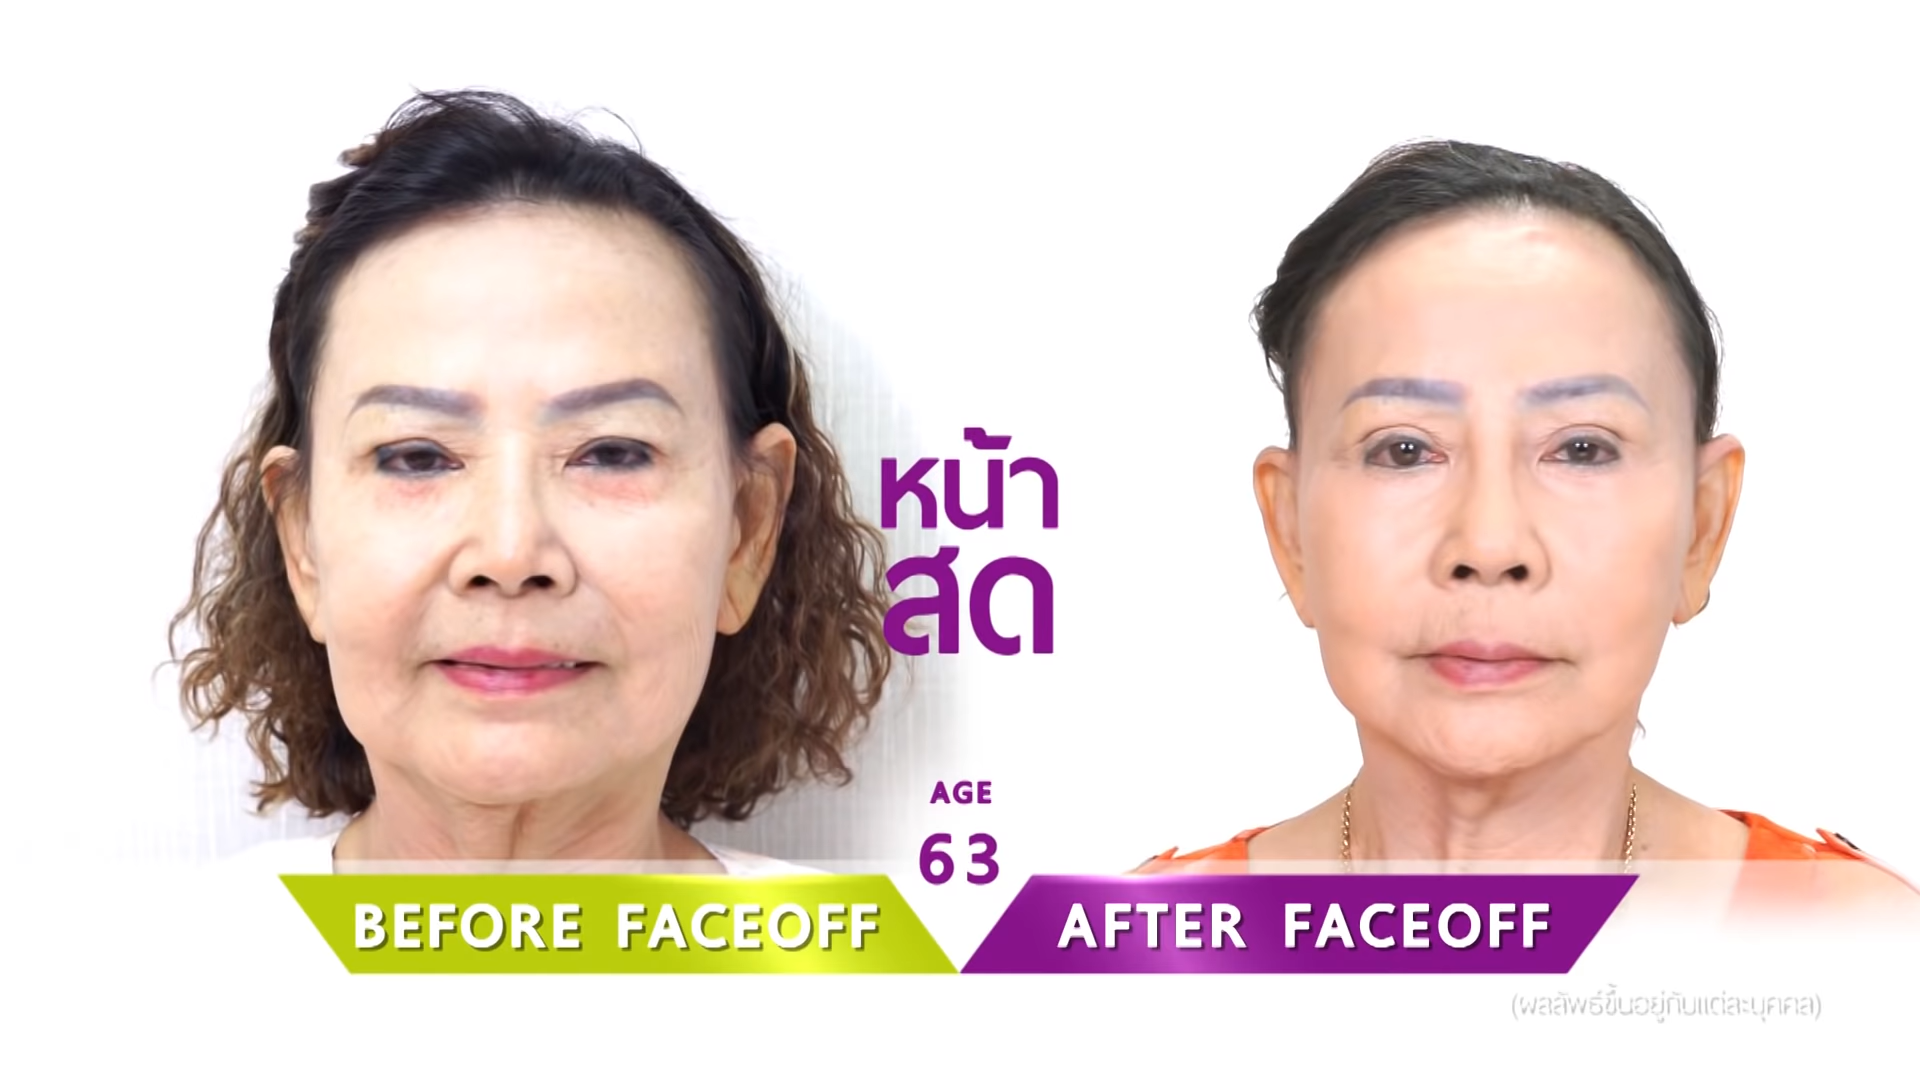 หน้า
สด
AGE
63
BEFORE FACEOFF
AFTER FACEOFF
(ผลลัพธ์ขึ้นอยู่กับแต่ละบุคคล)